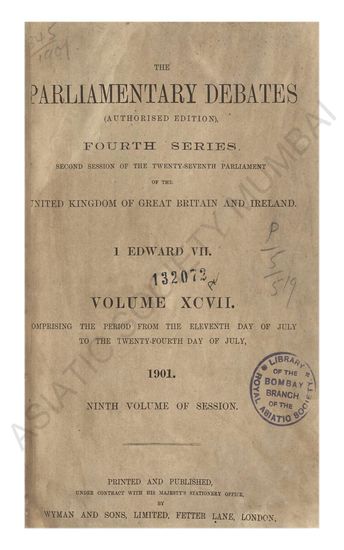 245
1901.
THE
PARLIAMENTARY DEBATES
(AUTHORISED EDITION),
FOURTH SERIES.
SECOND SESSION OF THE TWENTY-SEVENTH PARLIAMENT
OF THE
UNITED KINGDOM OF GREAT BRITAIN AND IRELAND.
1 EDWARD VII.
132072
VOLUME XCVII.
COMPRISING THE PERIOD FROM THE ELEVENTH DAY OF JULY
TO THE TWENTY-FOURTH DAY OF JULY,
1901.
NINTH VOLUME OF SESSION.
LIBRARY
OF THE
BOMBAY
BRANCH
OF THE
ROYAL ASIATIC SOCIETY
PRINTED AND PUBLISHED,
UNDER CONTRACT WITH HIS MAJESTY'S STATIONERY OFFICE,
BY
WYMAN AND SONS, LIMITED, FETTER LANE, LONDON,
ASIATIC SOCIETY MUMBAI